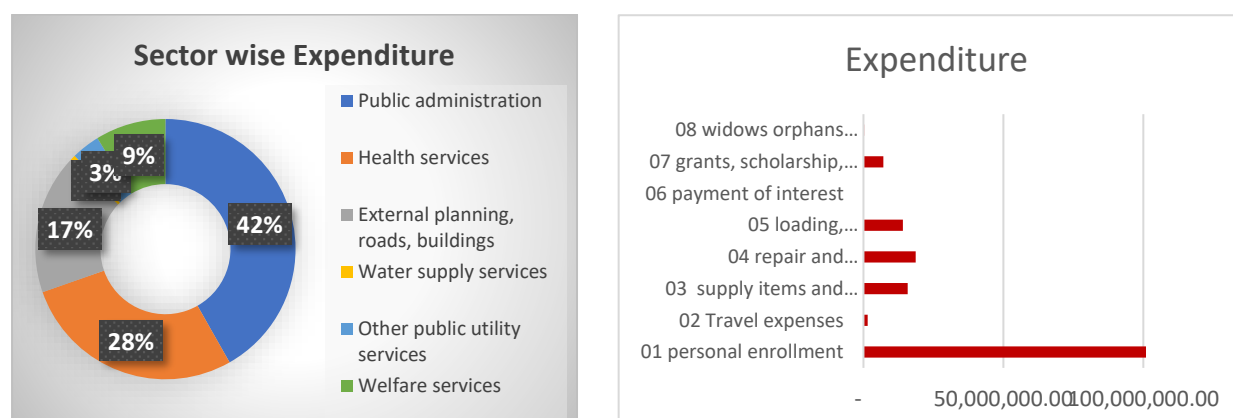 Sector wise Expenditure
Public administration
Health services
External planning,
roads, buildings
Water supply services
Other public utility
services
Welfare services
9%
3%
17%
42%
28%
Expenditure
08 widows orphans...
07 grants, scholarship,...
06 payment of interest
05 loading,...
04 repair and...
03 supply items and...
02 Travel expenses
01 personal enrollment
- 50,000,000.00 100,000,000.00